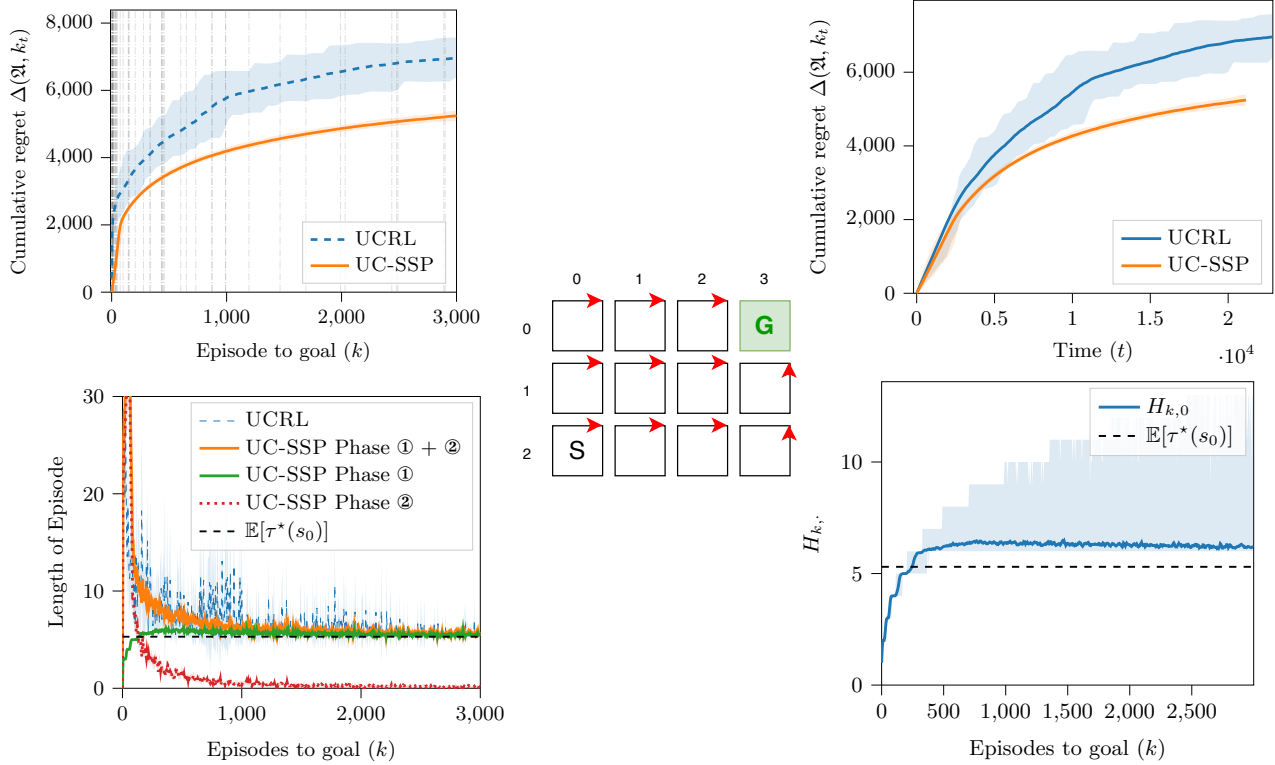 8,000
6,000
4,000
2,000
0
Cumulative regret Δ(𝔄, k_t)
UCRL
UC-SSP
0
1,000
2,000
3,000
Episode to goal (k)
6,000
4,000
2,000
0
Cumulative regret Δ(𝔄, k_t)
UCRL
UC-SSP
0
0.5
1
1.5
2
Time (t)
·10⁴
0
1
2
3
0
G
1
2
S
30
20
10
0
Length of Episode
UCRL
UC-SSP Phase ① + ②
UC-SSP Phase ①
UC-SSP Phase ②
𝔼[τ⋆(s₀)]
0
1,000
2,000
3,000
Episodes to goal (k)
10
5
0
H_{k,·}
H_{k,0}
𝔼[τ⋆(s₀)]
0
500
1,000
1,500
2,000
2,500
Episodes to goal (k)